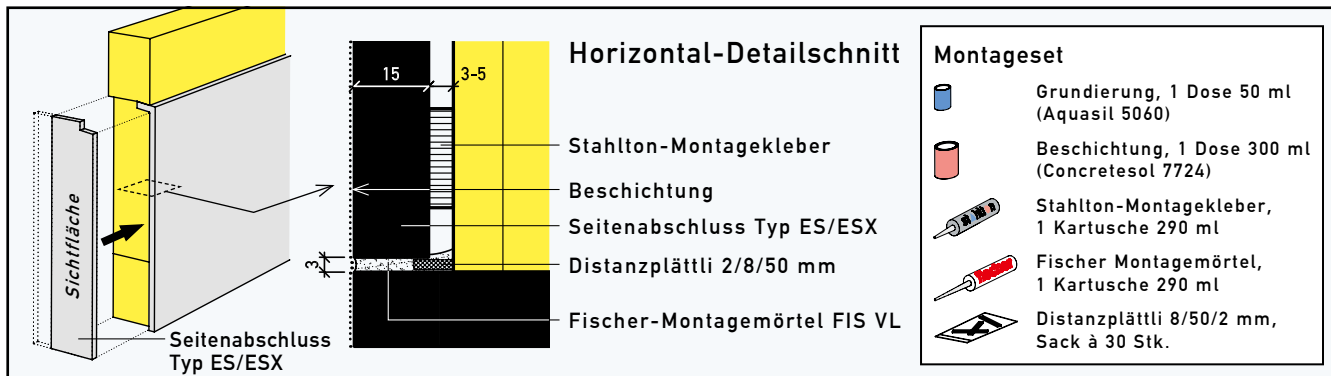 Sichtfläche
Seitenabschluss
Typ ES/ESX
Horizontal-Detailschnitt
15
3-5
3
Stahlton-Montagekleber
Beschichtung
Seitenabschluss Typ ES/ESX
Distanzplättli 2/8/50 mm
Fischer-Montagemörtel FIS VL
Montageset
Grundierung, 1 Dose 50 ml
(Aquasil 5060)
Beschichtung, 1 Dose 300 ml
(Concretesol 7724)
Stahlton-Montagekleber,
1 Kartusche 290 ml
fischer
Fischer Montagemörtel,
1 Kartusche 290 ml
Distanzplättli 8/50/2 mm,
Sack à 30 Stk.